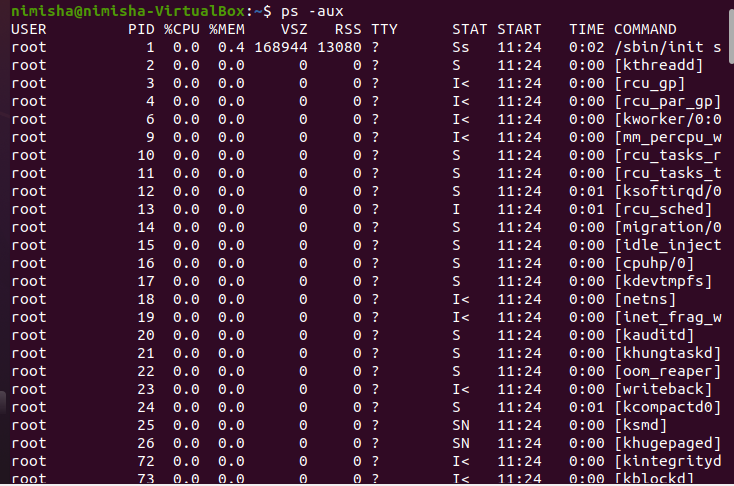 nimisha@nimisha-VirtualBox:~$ ps -aux
USER PID %CPU %MEM VSZ RSS TTY STAT START TIME COMMAND
root 1 0.0 0.4 168944 13080 ? Ss 11:24 0:02 /sbin/init s
root 2 0.0 0.0 0 0 ? S 11:24 0:00 [kthreadd]
root 3 0.0 0.0 0 0 ? I< 11:24 0:00 [rcu_gp]
root 4 0.0 0.0 0 0 ? I< 11:24 0:00 [rcu_par_gp]
root 6 0.0 0.0 0 0 ? I< 11:24 0:00 [kworker/0:0
root 9 0.0 0.0 0 0 ? I< 11:24 0:00 [mm_percpu_w
root 10 0.0 0.0 0 0 ? S 11:24 0:00 [rcu_tasks_r
root 11 0.0 0.0 0 0 ? S 11:24 0:00 [rcu_tasks_t
root 12 0.0 0.0 0 0 ? S 11:24 0:01 [ksoftirqd/0
root 13 0.0 0.0 0 0 ? I 11:24 0:01 [rcu_sched]
root 14 0.0 0.0 0 0 ? S 11:24 0:00 [migration/0
root 15 0.0 0.0 0 0 ? S 11:24 0:00 [idle_inject
root 16 0.0 0.0 0 0 ? S 11:24 0:00 [cpuhp/0]
root 17 0.0 0.0 0 0 ? S 11:24 0:00 [kdevtmpfs]
root 18 0.0 0.0 0 0 ? I< 11:24 0:00 [netns]
root 19 0.0 0.0 0 0 ? I< 11:24 0:00 [inet_frag_w
root 20 0.0 0.0 0 0 ? S 11:24 0:00 [kauditd]
root 21 0.0 0.0 0 0 ? S 11:24 0:00 [khungtaskd]
root 22 0.0 0.0 0 0 ? S 11:24 0:00 [oom_reaper]
root 23 0.0 0.0 0 0 ? I< 11:24 0:00 [writeback]
root 24 0.0 0.0 0 0 ? S 11:24 0:01 [kcompactd0]
root 25 0.0 0.0 0 0 ? SN 11:24 0:00 [ksmd]
root 26 0.0 0.0 0 0 ? SN 11:24 0:00 [khugepaged]
root 72 0.0 0.0 0 0 ? I< 11:24 0:00 [kintegrityd
root 73 0.0 0.0 0 0 ? I< 11:24 0:00 [kblockd]